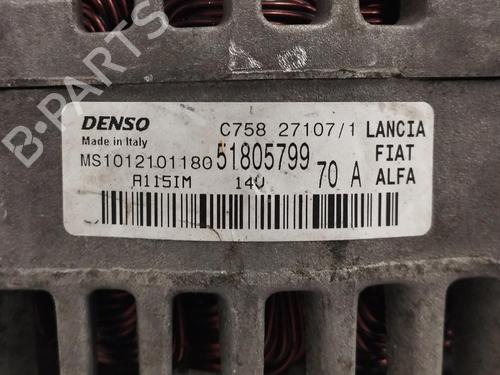 B-PARTS
DENSO
C758 27107/1
LANCIA
Made in Italy
MS1012101180
51805799
FIAT
A115IM
14V
70 A
ALFA